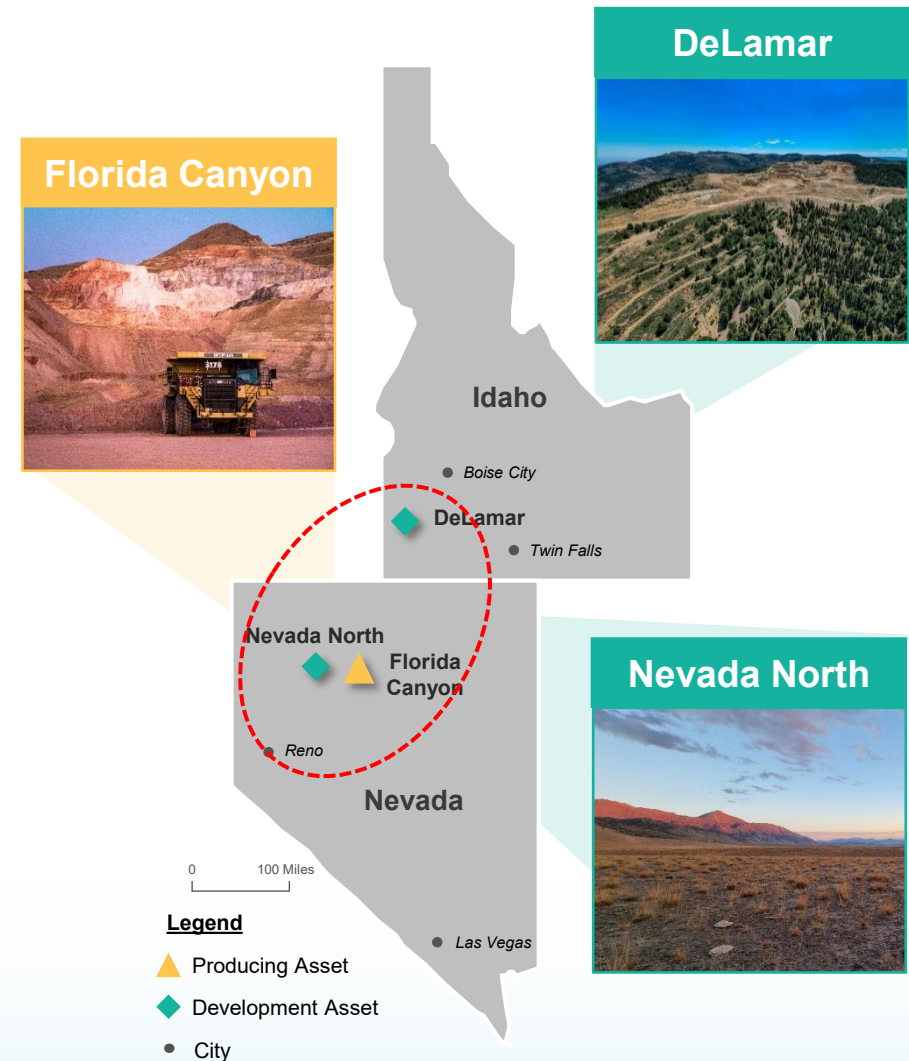 DeLamar
Florida Canyon
Idaho
Boise City
DeLamar
Twin Falls
Nevada North
Florida
Canyon
Nevada North
Reno
Nevada
0 100 Miles
Legend
Las Vegas
Producing Asset
Development Asset
City